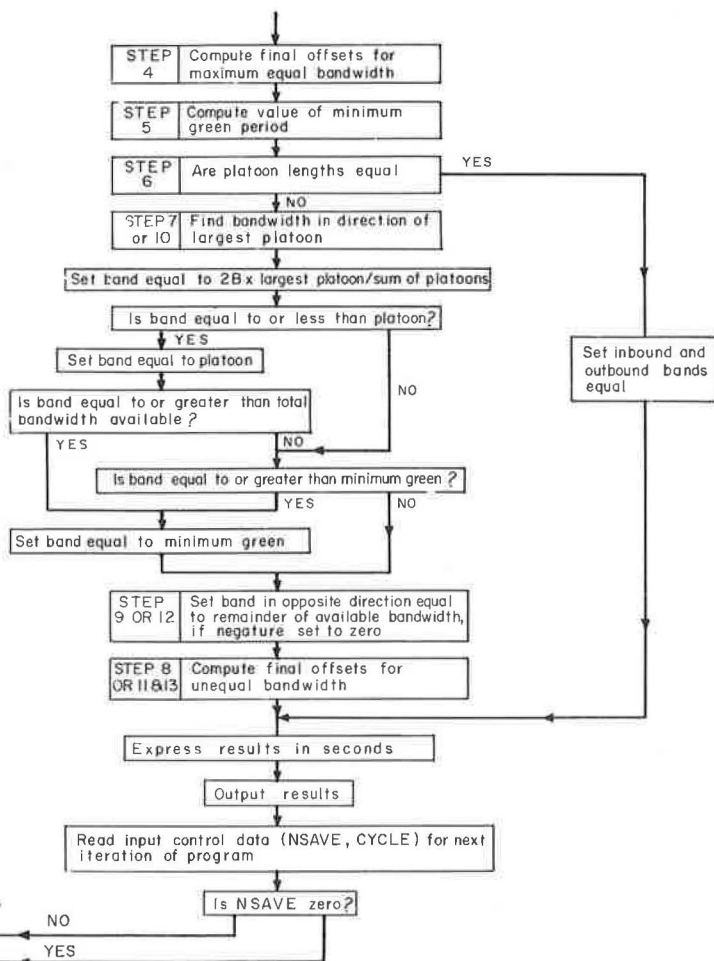 STEP 4 Compute final offsets for
maximum equal bandwidth
STEP 5 Compute value of minimum
green period
STEP 6 Are platoon lengths equal
YES
NO
STEP 7 or 10 Find bandwidth in direction of
largest platoon
Set band equal to 2B x largest platoon/sum of platoons
Is band equal to or less than platoon?
YES
Set band equal to platoon
NO
Set inbound and
outbound bands
equal
Is band equal to or greater than total
bandwidth available?
YES
NO
Is band equal to or greater than minimum green?
YES
NO
Set band equal to minimum green
STEP 9 OR 12 Set band in opposite direction equal
to remainder of available bandwidth,
if negature set to zero
STEP 8 OR 11 & 13 Compute final offsets for
unequal bandwidth
Express results in seconds
Output results
Read input control data (NSAVE, CYCLE) for next
iteration of program
Is NSAVE zero?
NO
YES